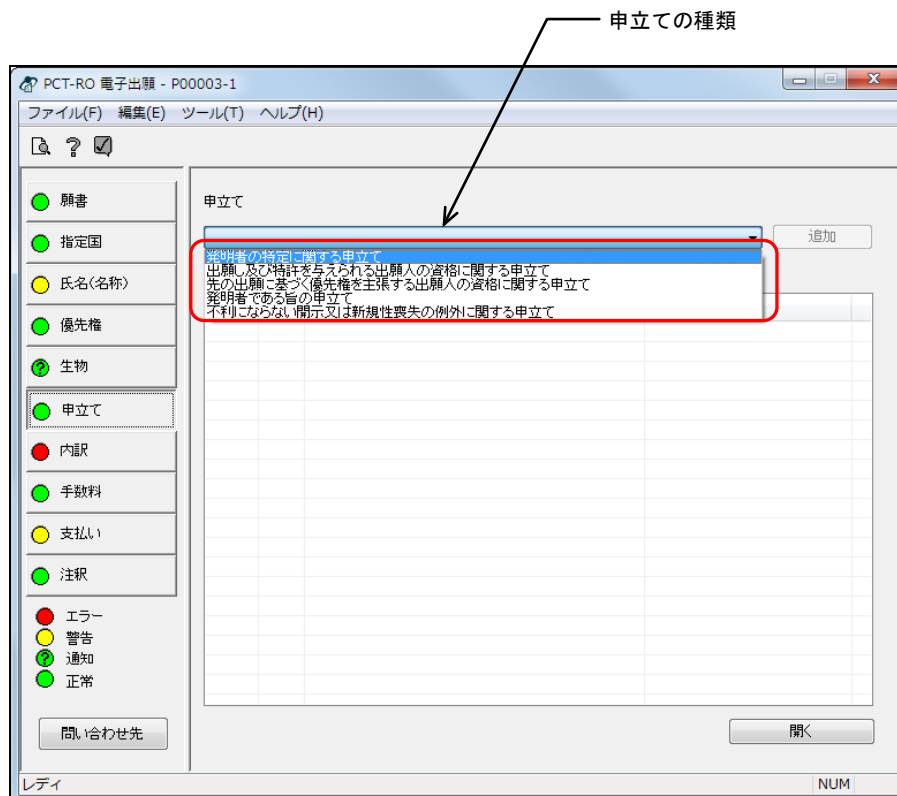 申立ての種類
PCT-RO 電子出願 - P00003-1
ファイル(F) 編集(E) ツール(T) ヘルプ(H)
願書
指定国
氏名(名称)
優先権
生物
申立て
内訳
手数料
支払い
注釈
エラー
警告
通知
正常
問い合わせ先
申立て
追加
発明者の特定に関する申立て
出願し及び特許を与えられる出願人の資格に関する申立て
先の出願に基づく優先権を主張する出願人の資格に関する申立て
発明者である旨の申立て
不利にならない開示又は新規性喪失の例外に関する申立て
開く
レディ
NUM